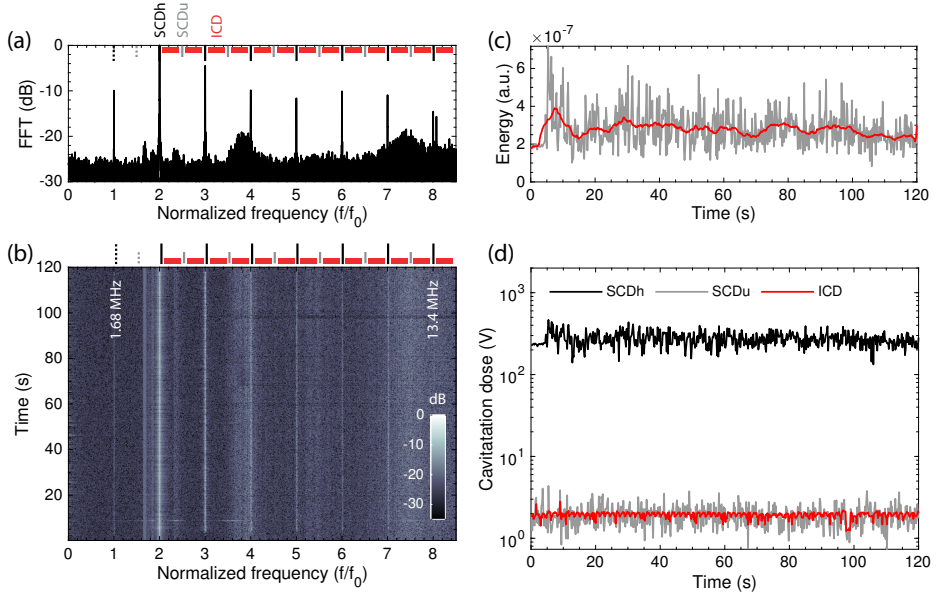 (a)
SCDh
SCDu
ICD
0
-10
-20
-30
FFT (dB)
0 1 2 3 4 5 6 7 8
Normalized frequency (f/f0)
(b)
120
100
80
60
40
20
Time (s)
1.68 MHz
13.4 MHz
dB
0
-10
-20
-30
0 1 2 3 4 5 6 7 8
Normalized frequency (f/f0)
(c)
×10-7
6
4
2
0
Energy (a.u.)
0 20 40 60 80 100 120
Time (s)
(d)
SCDh SCDu ICD
103
102
101
100
Cavitatation dose (V)
0 20 40 60 80 100 120
Time (s)